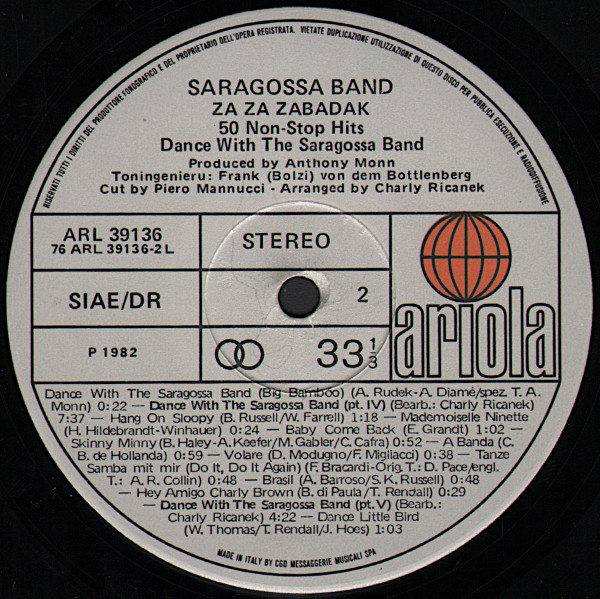 RISERVATI TUTTI I DIRITTI DEL PRODUTTORE FONOGRAFICO E DEL PROPRIETARIO DELL'OPERA REGISTRATA. VIETATE DUPLICAZIONE UTILIZZAZIONE DI QUESTO DISCO PER PUBBLICA ESECUZIONE E RADIODIFFUSIONE
SARAGOSSA BAND
ZA ZA ZABADAK
50 Non-Stop Hits
Dance With The Saragossa Band
Produced by Anthony Monn
Toningenieru: Frank (Bolzi) von dem Bottlenberg
Cut by Piero Mannucci - Arranged by Charly Ricanek
ARL 39136
76 ARL 39136-2 L
STEREO
SIAE/DR
2
P 1982
33 1/3
ariola
Dance With The Saragossa Band (Big Bamboo) (A. Rudek-A. Diamé/spez. T. A.
Monn) 0:22 — Dance With The Saragossa Band (pt. IV) (Bearb.: Charly Ricanek)
7:37 — Hang On Sloopy (B. Russell/W. Farrell) 1:18 — Mademoiselle Ninette
(H. Hildebrandt-Winhauer) 0:24 — Baby Come Back (E. Grandt) 1:02 —
Skinny Minny (B. Haley-A. Keefer/M. Gabler/C. Cafra) 0:52 — A Banda (C.
B. de Hollanda) 0:59 — Volare (D. Modugno/F. Migliacci) 0:38 — Tanze
Samba mit mir (Do It, Do It Again) (F. Bracardi-Orig. T.: D. Pace/engl.
T.: A. R. Collin) 0:48 — Brasil (A. Barroso/S. K. Russell) 0:48
— Hey Amigo Charly Brown (B. di Paula/T. Rendall) 0:29
— Dance With The Saragossa Band (pt. V) (Bearb.:
Charly Ricanek) 4:22 — Dance Little Bird
(W. Thomas/T. Rendall/J. Hoes) 1:03
MADE IN ITALY BY CGD MESSAGGERIE MUSICALI SPA